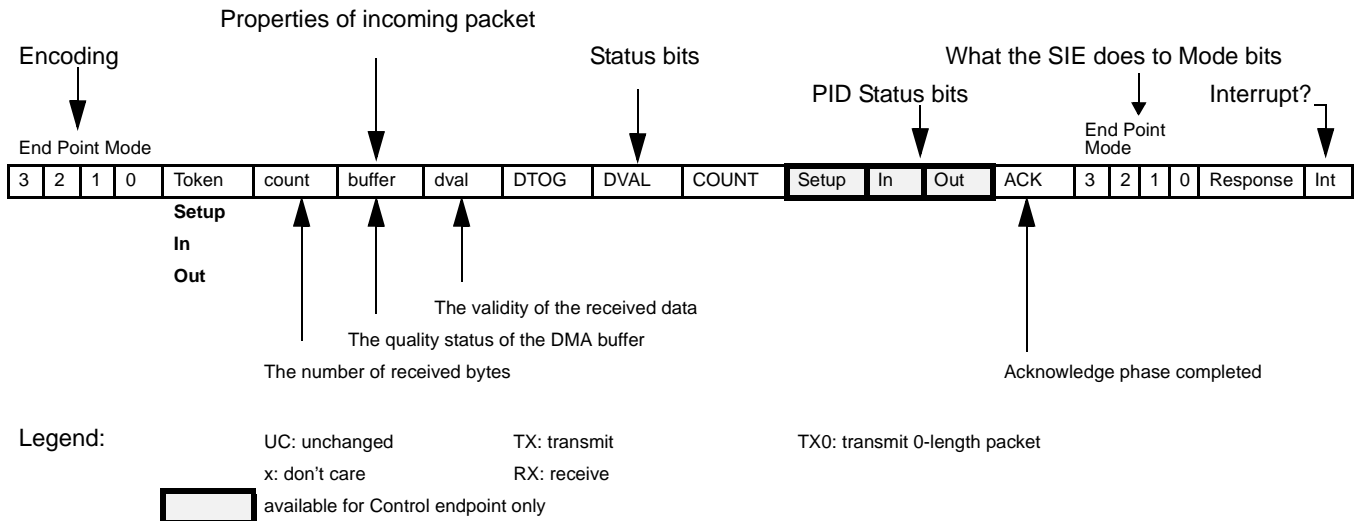 Properties of incoming packet
Encoding
Status bits
What the SIE does to Mode bits
PID Status bits
Interrupt?
End Point Mode
End Point
Mode
3 2 1 0 Token count buffer dval DTOG DVAL COUNT Setup In Out ACK 3 2 1 0 Response Int
Setup
In
Out
The validity of the received data
The quality status of the DMA buffer
The number of received bytes
Acknowledge phase completed
Legend:
UC: unchanged TX: transmit TX0: transmit 0-length packet
x: don't care RX: receive
available for Control endpoint only